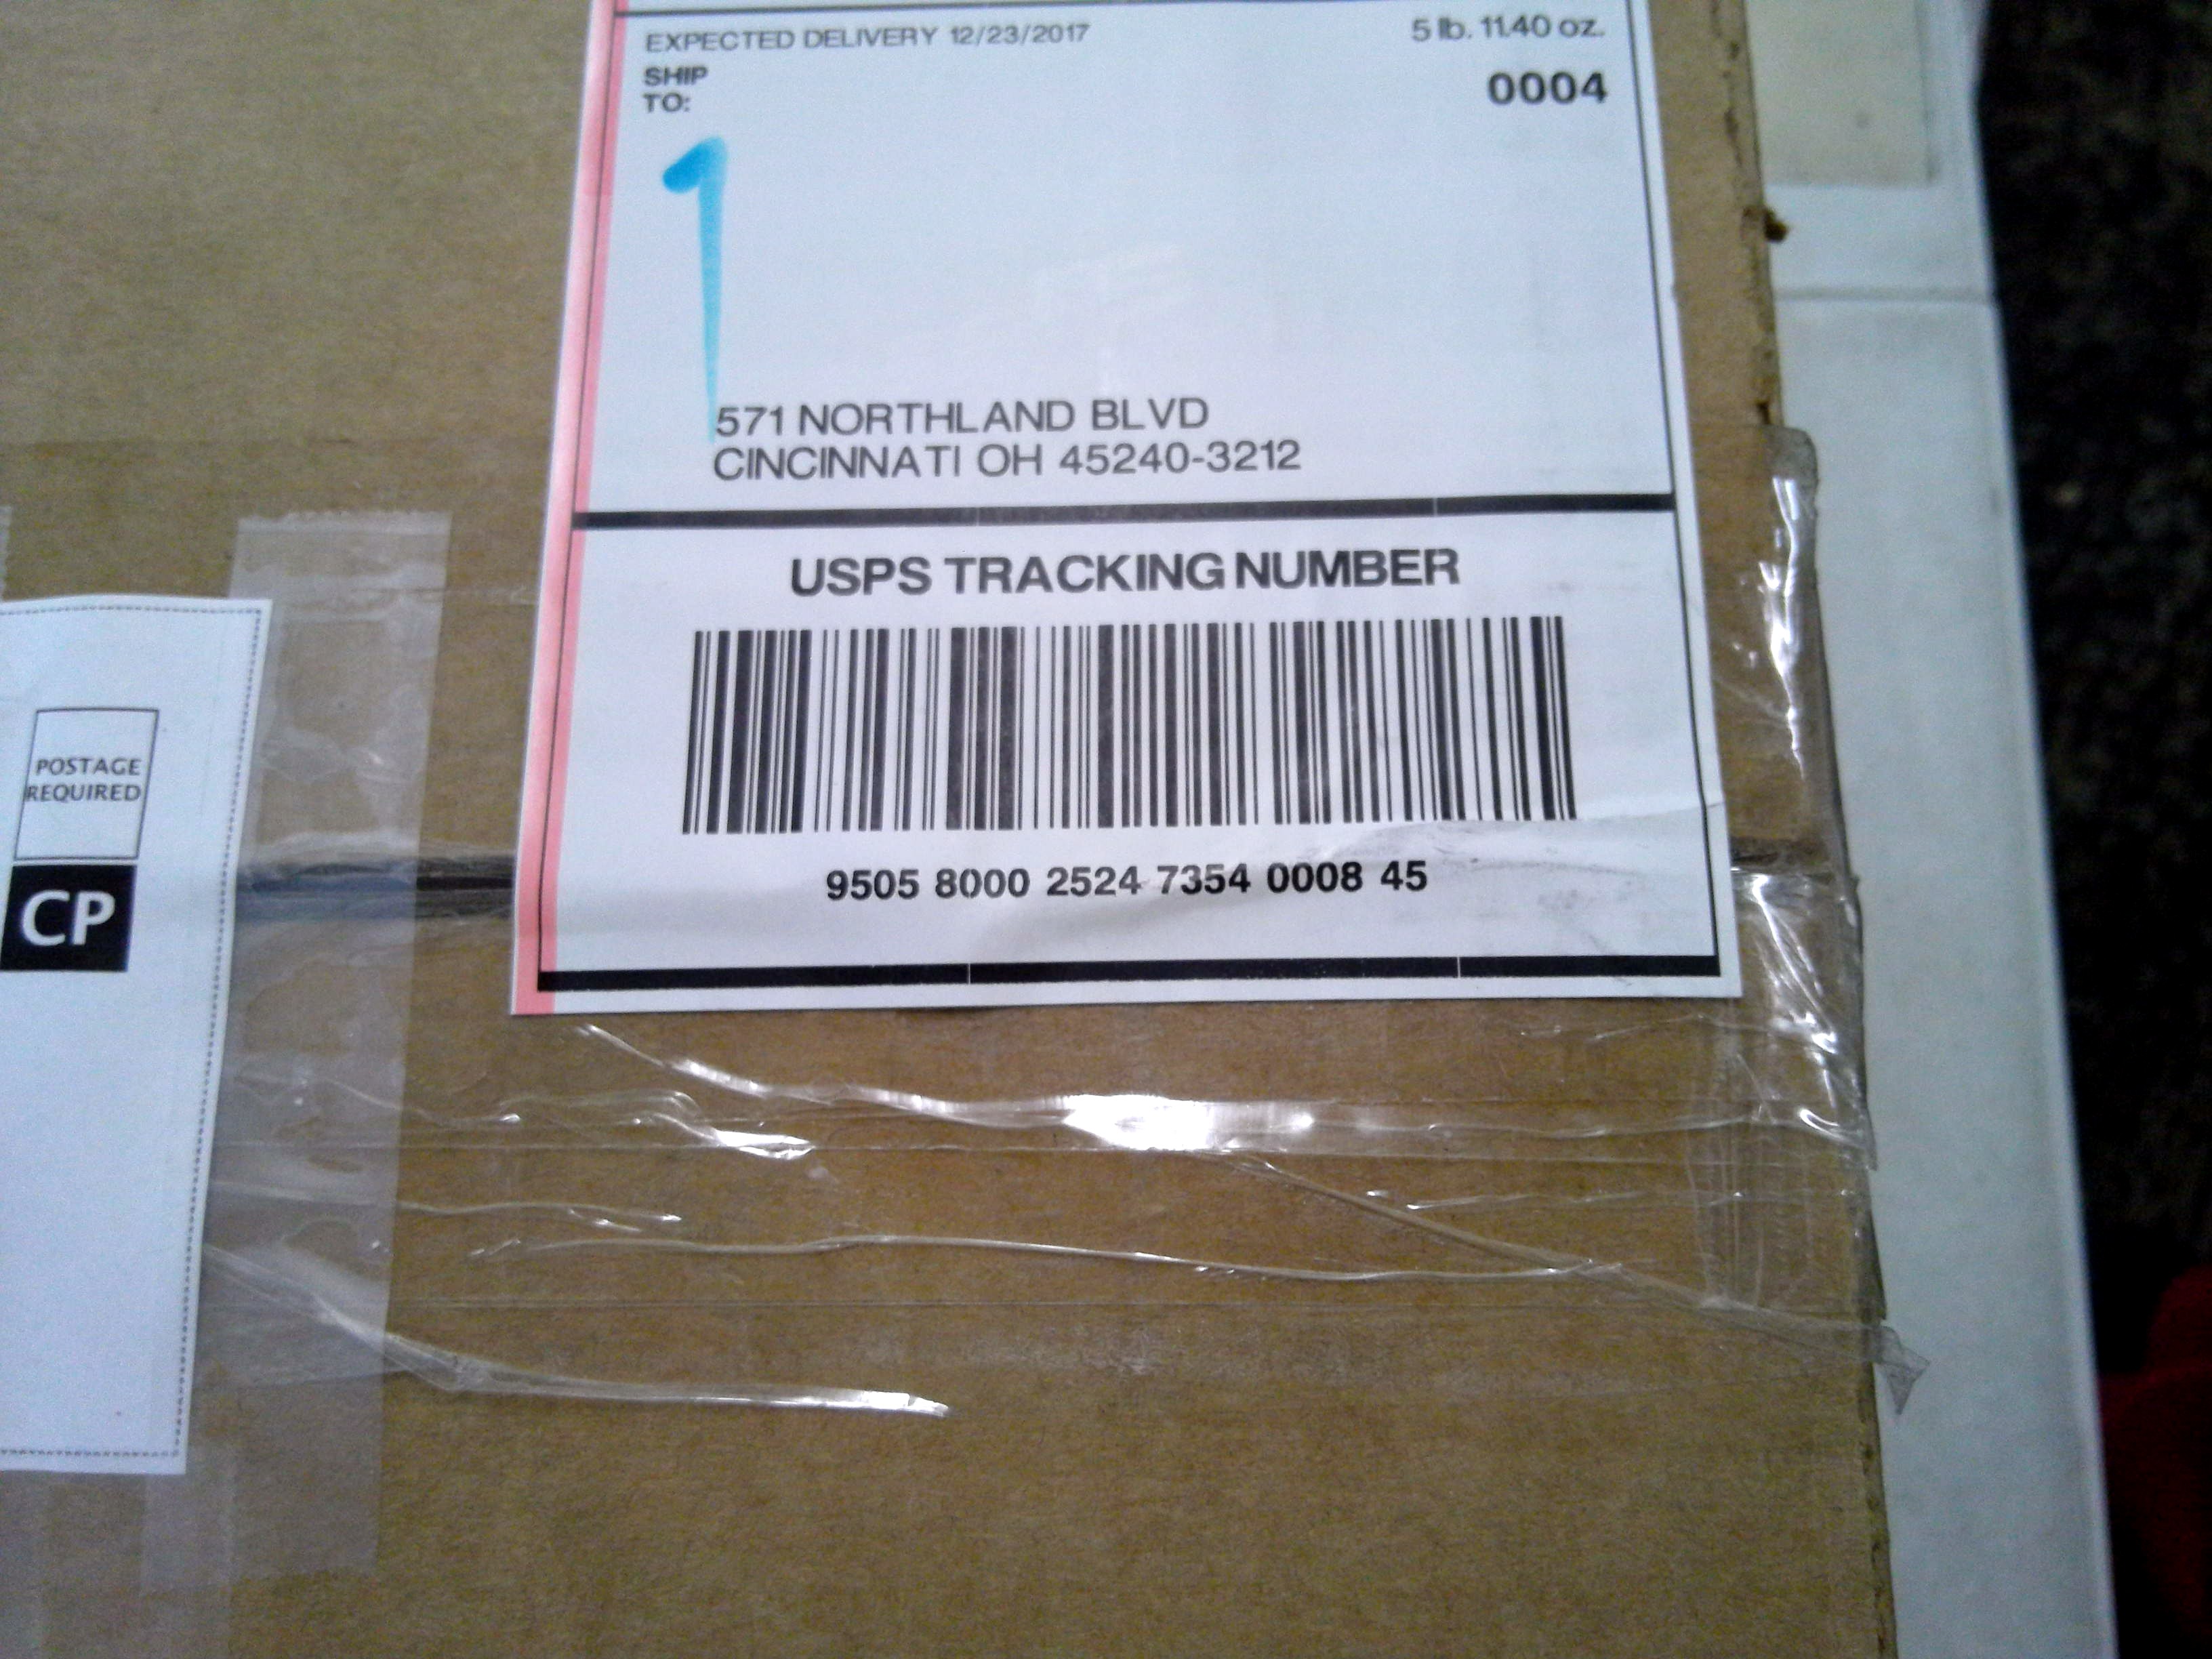 EXPECTED DELIVERY 12/23/2017
5 lb. 11.40 oz.
SHIP
TO:
0004
1
571 NORTHLAND BLVD
CINCINNATI OH 45240-3212
USPS TRACKING NUMBER
9505 8000 2524 7354 0008 45
POSTAGE
REQUIRED
CP